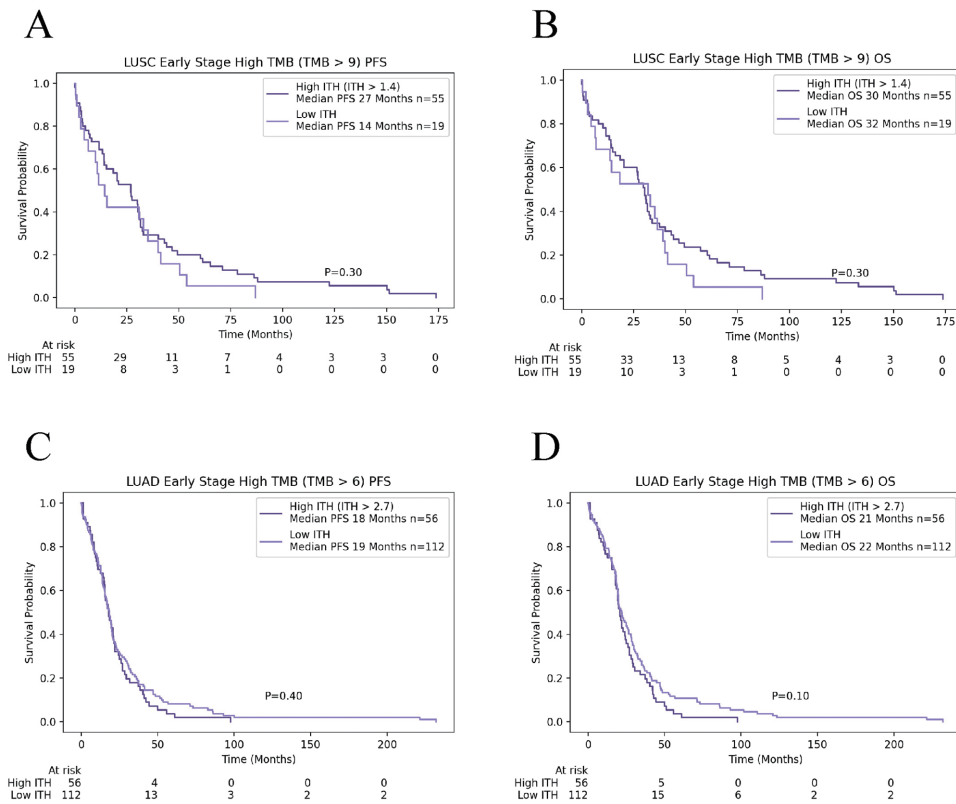 A
LUSC Early Stage High TMB (TMB > 9) PFS
High ITH (ITH > 1.4)
Median PFS 27 Months n=55
Low ITH
Median PFS 14 Months n=19
Survival Probability
1.0
0.8
0.6
0.4
0.2
0.0
P=0.30
0 25 50 75 100 125 150 175
Time (Months)
At risk
High ITH 55 29 11 7 4 3 3 0
Low ITH 19 8 3 1 0 0 0 0
B
LUSC Early Stage High TMB (TMB > 9) OS
High ITH (ITH > 1.4)
Median OS 30 Months n=55
Low ITH
Median OS 32 Months n=19
Survival Probability
1.0
0.8
0.6
0.4
0.2
0.0
P=0.30
0 25 50 75 100 125 150 175
Time (Months)
At risk
High ITH 55 33 13 8 5 4 3 0
Low ITH 19 10 3 1 0 0 0 0
C
LUAD Early Stage High TMB (TMB > 6) PFS
High ITH (ITH > 2.7)
Median PFS 18 Months n=56
Low ITH
Median PFS 19 Months n=112
Survival Probability
1.0
0.8
0.6
0.4
0.2
0.0
P=0.40
0 50 100 150 200
Time (Months)
At risk
High ITH 56 4 0 0 0
Low ITH 112 13 3 2 2
D
LUAD Early Stage High TMB (TMB > 6) OS
High ITH (ITH > 2.7)
Median OS 21 Months n=56
Low ITH
Median OS 22 Months n=112
Survival Probability
1.0
0.8
0.6
0.4
0.2
0.0
P=0.10
0 50 100 150 200
Time (Months)
At risk
High ITH 56 5 0 0 0
Low ITH 112 15 6 2 2